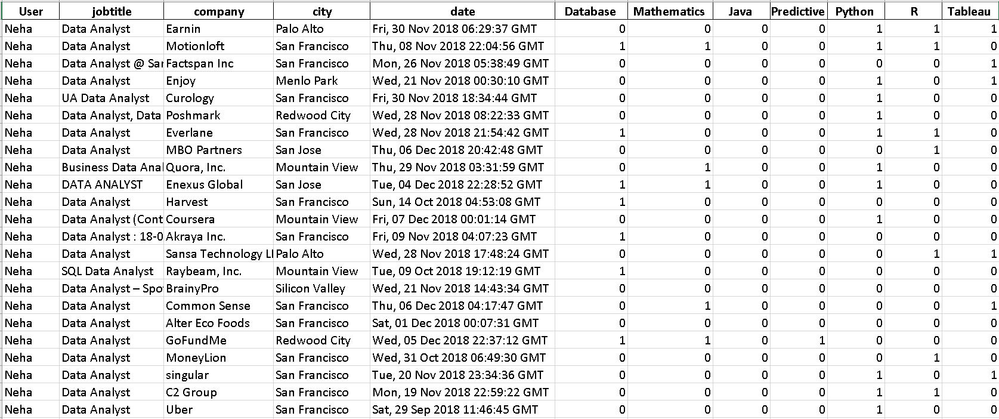 User jobtitle company city date Database Mathematics Java Predictive Python R Tableau
Neha Data Analyst Earnin Palo Alto Fri, 30 Nov 2018 06:29:37 GMT 0 0 0 0 1 1 1
Neha Data Analyst Motionloft San Francisco Thu, 08 Nov 2018 22:04:56 GMT 1 1 0 0 1 1 0
Neha Data Analyst @ Sar Factspan Inc San Francisco Mon, 26 Nov 2018 05:38:49 GMT 0 0 0 0 0 0 1
Neha Data Analyst Enjoy Menlo Park Wed, 21 Nov 2018 00:30:10 GMT 0 0 0 0 1 0 1
Neha UA Data Analyst Curology San Francisco Fri, 30 Nov 2018 18:34:44 GMT 0 0 0 0 1 0 0
Neha Data Analyst, Data Poshmark Redwood City Wed, 28 Nov 2018 08:22:33 GMT 0 0 0 0 1 0 0
Neha Data Analyst Everlane San Francisco Wed, 28 Nov 2018 21:54:42 GMT 1 0 0 0 1 1 0
Neha Data Analyst MBO Partners San Jose Thu, 06 Dec 2018 20:42:48 GMT 0 0 0 0 0 1 0
Neha Business Data Anal Quora, Inc. Mountain View Thu, 29 Nov 2018 03:31:59 GMT 0 1 0 0 1 0 0
Neha DATA ANALYST Enexus Global San Jose Tue, 04 Dec 2018 22:28:52 GMT 1 1 0 0 1 0 0
Neha Data Analyst Harvest San Francisco Sun, 14 Oct 2018 04:53:08 GMT 1 0 0 0 0 0 0
Neha Data Analyst (Cont Coursera Mountain View Fri, 07 Dec 2018 00:01:14 GMT 0 0 0 0 1 0 0
Neha Data Analyst : 18-0 Akraya Inc. San Francisco Fri, 09 Nov 2018 04:07:23 GMT 1 0 0 0 0 0 0
Neha Data Analyst Sansa Technology Ll Palo Alto Wed, 28 Nov 2018 17:48:24 GMT 0 0 0 0 0 1 1
Neha SQL Data Analyst Raybeam, Inc. Mountain View Tue, 09 Oct 2018 19:12:19 GMT 1 0 0 0 0 0 0
Neha Data Analyst – Spo BrainyPro Silicon Valley Wed, 21 Nov 2018 14:43:34 GMT 0 0 0 0 0 0 0
Neha Data Analyst Common Sense San Francisco Thu, 06 Dec 2018 04:17:47 GMT 0 1 0 0 0 0 1
Neha Data Analyst Alter Eco Foods San Francisco Sat, 01 Dec 2018 00:07:31 GMT 0 0 0 0 0 0 0
Neha Data Analyst GoFundMe Redwood City Wed, 05 Dec 2018 22:37:12 GMT 1 1 0 1 0 0 0
Neha Data Analyst MoneyLion San Francisco Wed, 31 Oct 2018 06:49:30 GMT 0 0 0 0 0 1 0
Neha Data Analyst singular San Francisco Tue, 20 Nov 2018 23:34:36 GMT 0 0 0 0 1 0 1
Neha Data Analyst C2 Group San Francisco Mon, 19 Nov 2018 22:59:22 GMT 0 0 0 0 1 1 0
Neha Data Analyst Uber San Francisco Sat, 29 Sep 2018 11:46:45 GMT 0 0 0 0 1 0 0